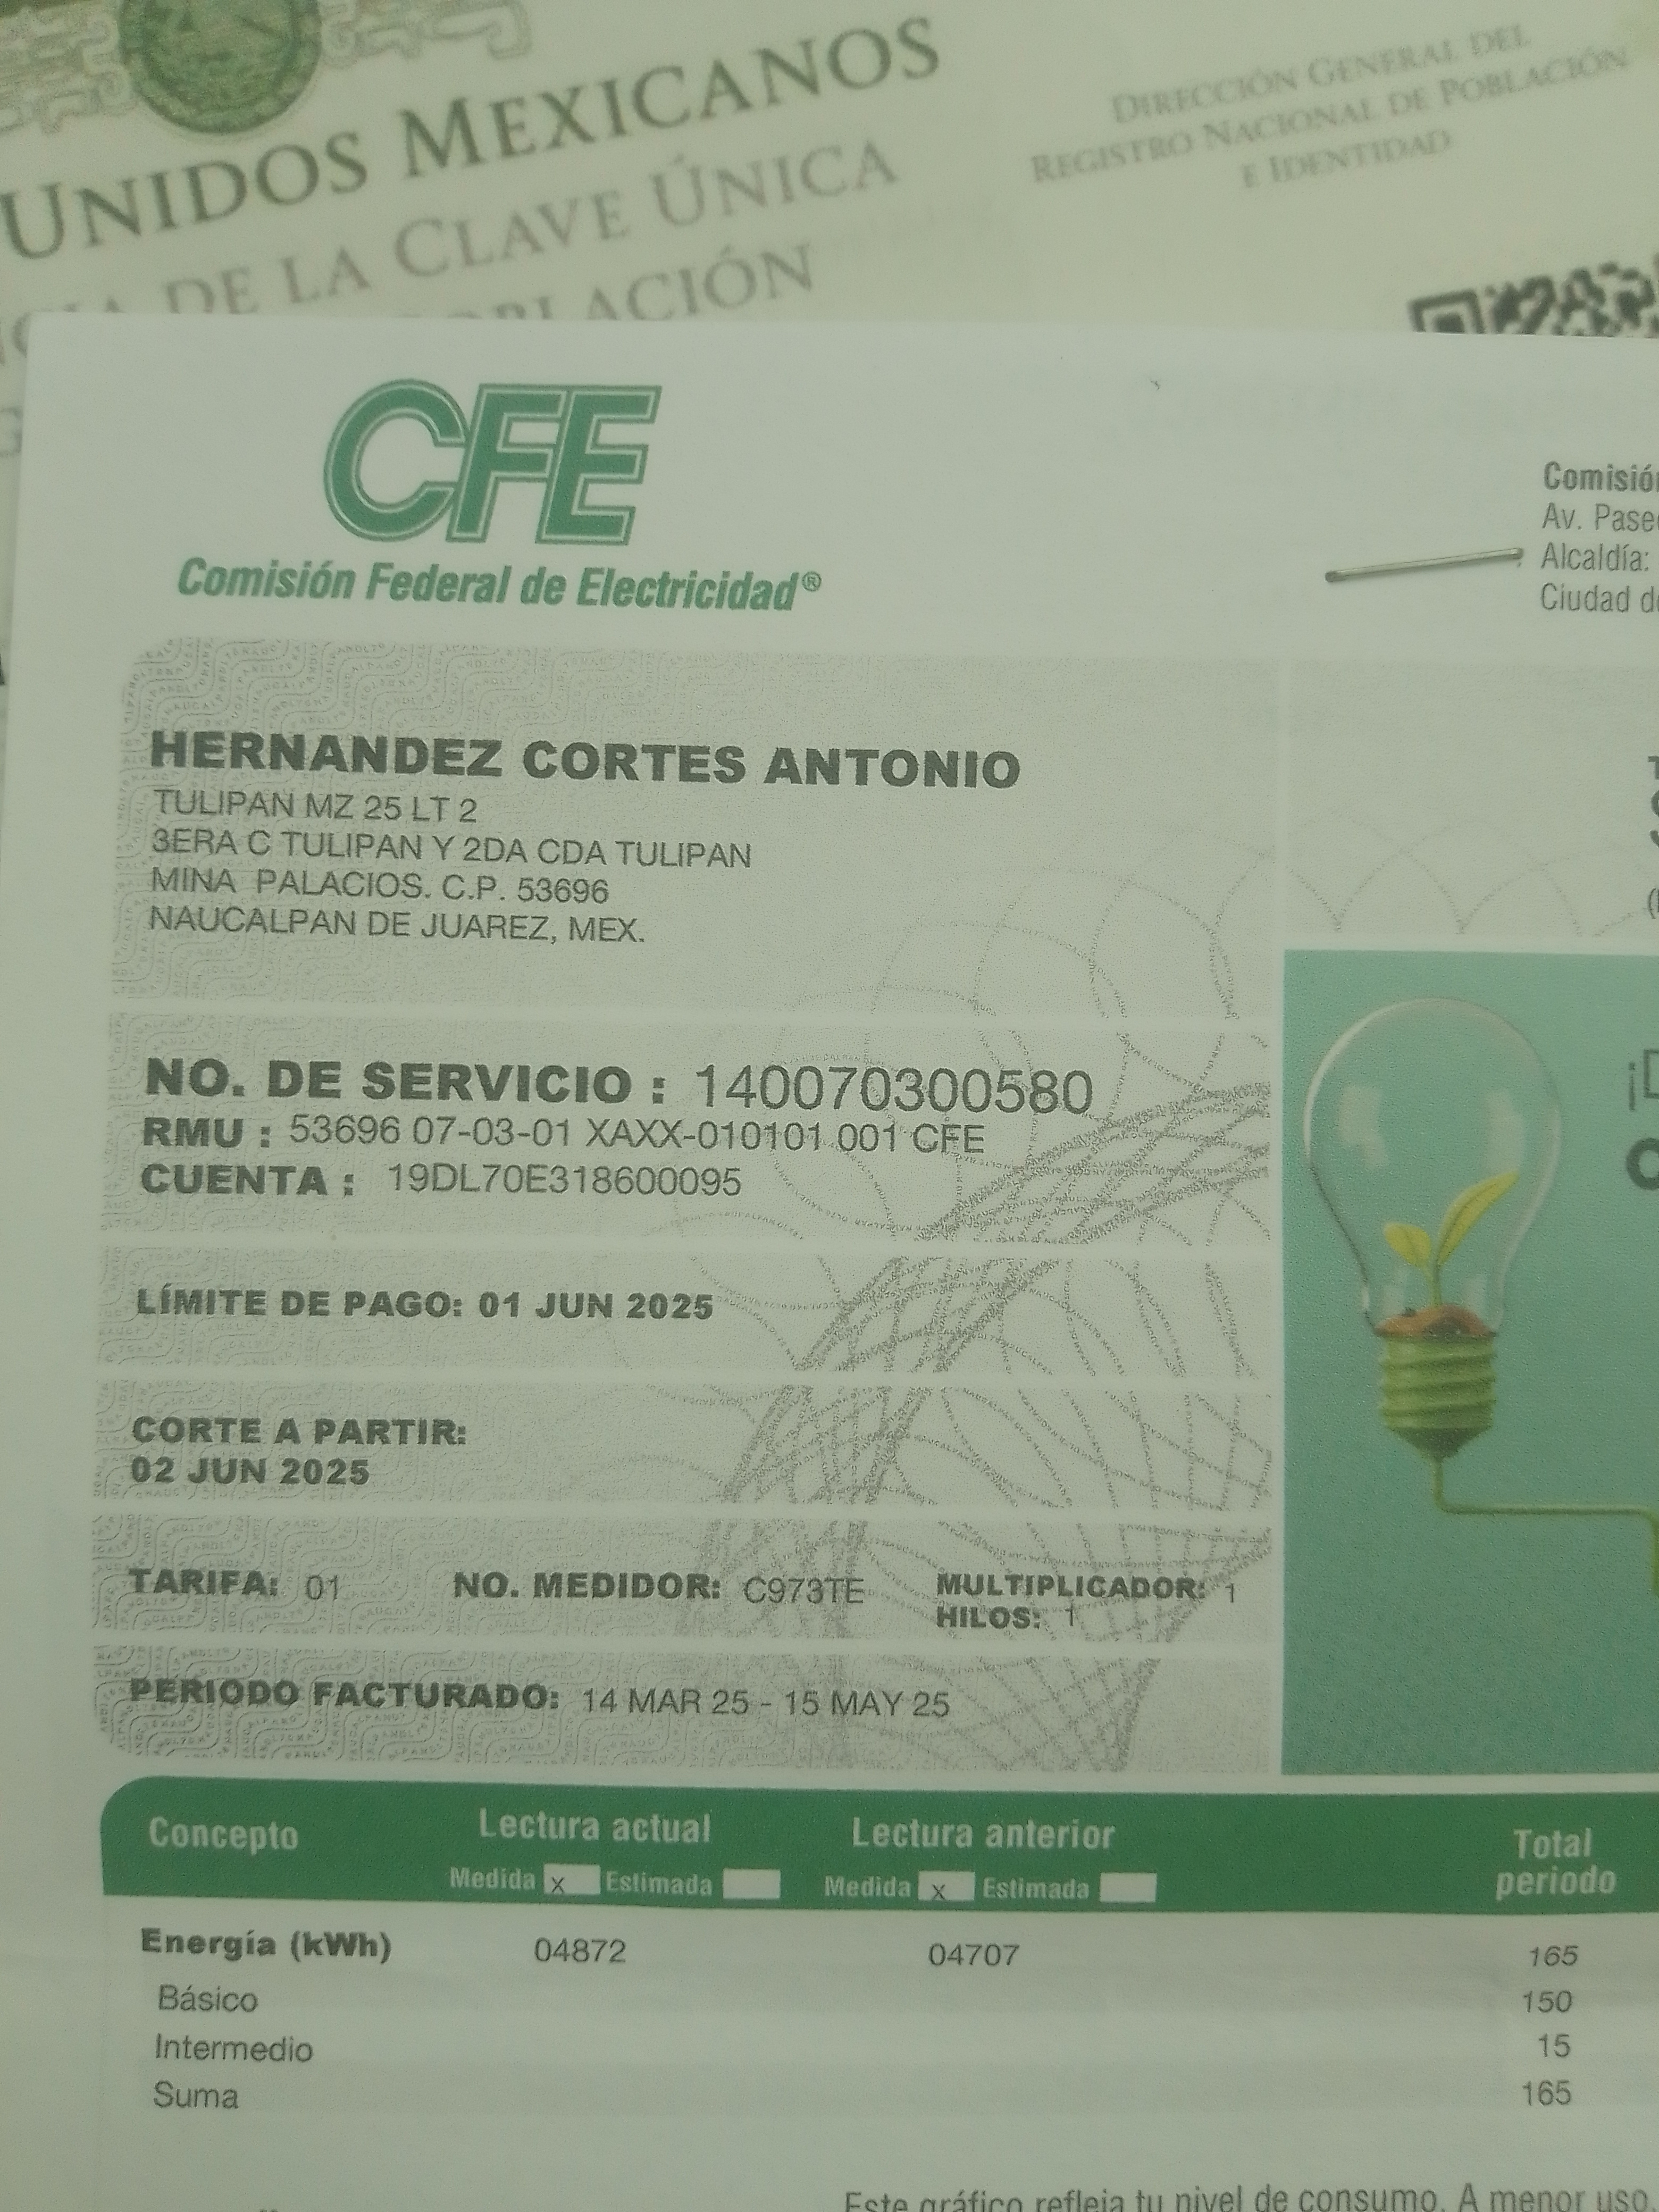 UNIDOS MEXICANOS
DE LA CLAVE ÚNICA
DIRECCIÓN GENERAL DEL
REGISTRO NACIONAL DE POBLACIÓN
E IDENTIDAD
CFE
Comisión Federal de Electricidad®
Comisión
Av. Paseo
Alcaldía:
Ciudad de
HERNANDEZ CORTES ANTONIO
TULIPAN MZ 25 LT 2
3ERA C TULIPAN Y 2DA CDA TULIPAN
MINA PALACIOS. C.P. 53696
NAUCALPAN DE JUAREZ, MEX.
NO. DE SERVICIO : 140070300580
RMU : 53696 07-03-01 XAXX-010101 001 CFE
CUENTA : 19DL70E318600095
LÍMITE DE PAGO: 01 JUN 2025
CORTE A PARTIR:
02 JUN 2025
TARIFA: 01 NO. MEDIDOR: C973TE MULTIPLICADOR: 1
HILOS: 1
PERIODO FACTURADO: 14 MAR 25 - 15 MAY 25
Concepto Lectura actual Lectura anterior Total periodo
Medida x Estimada Medida x Estimada
Energía (kWh) 04872 04707 165
Básico 150
Intermedio 15
Suma 165
Este gráfico refleja tu nivel de consumo. A menor uso,